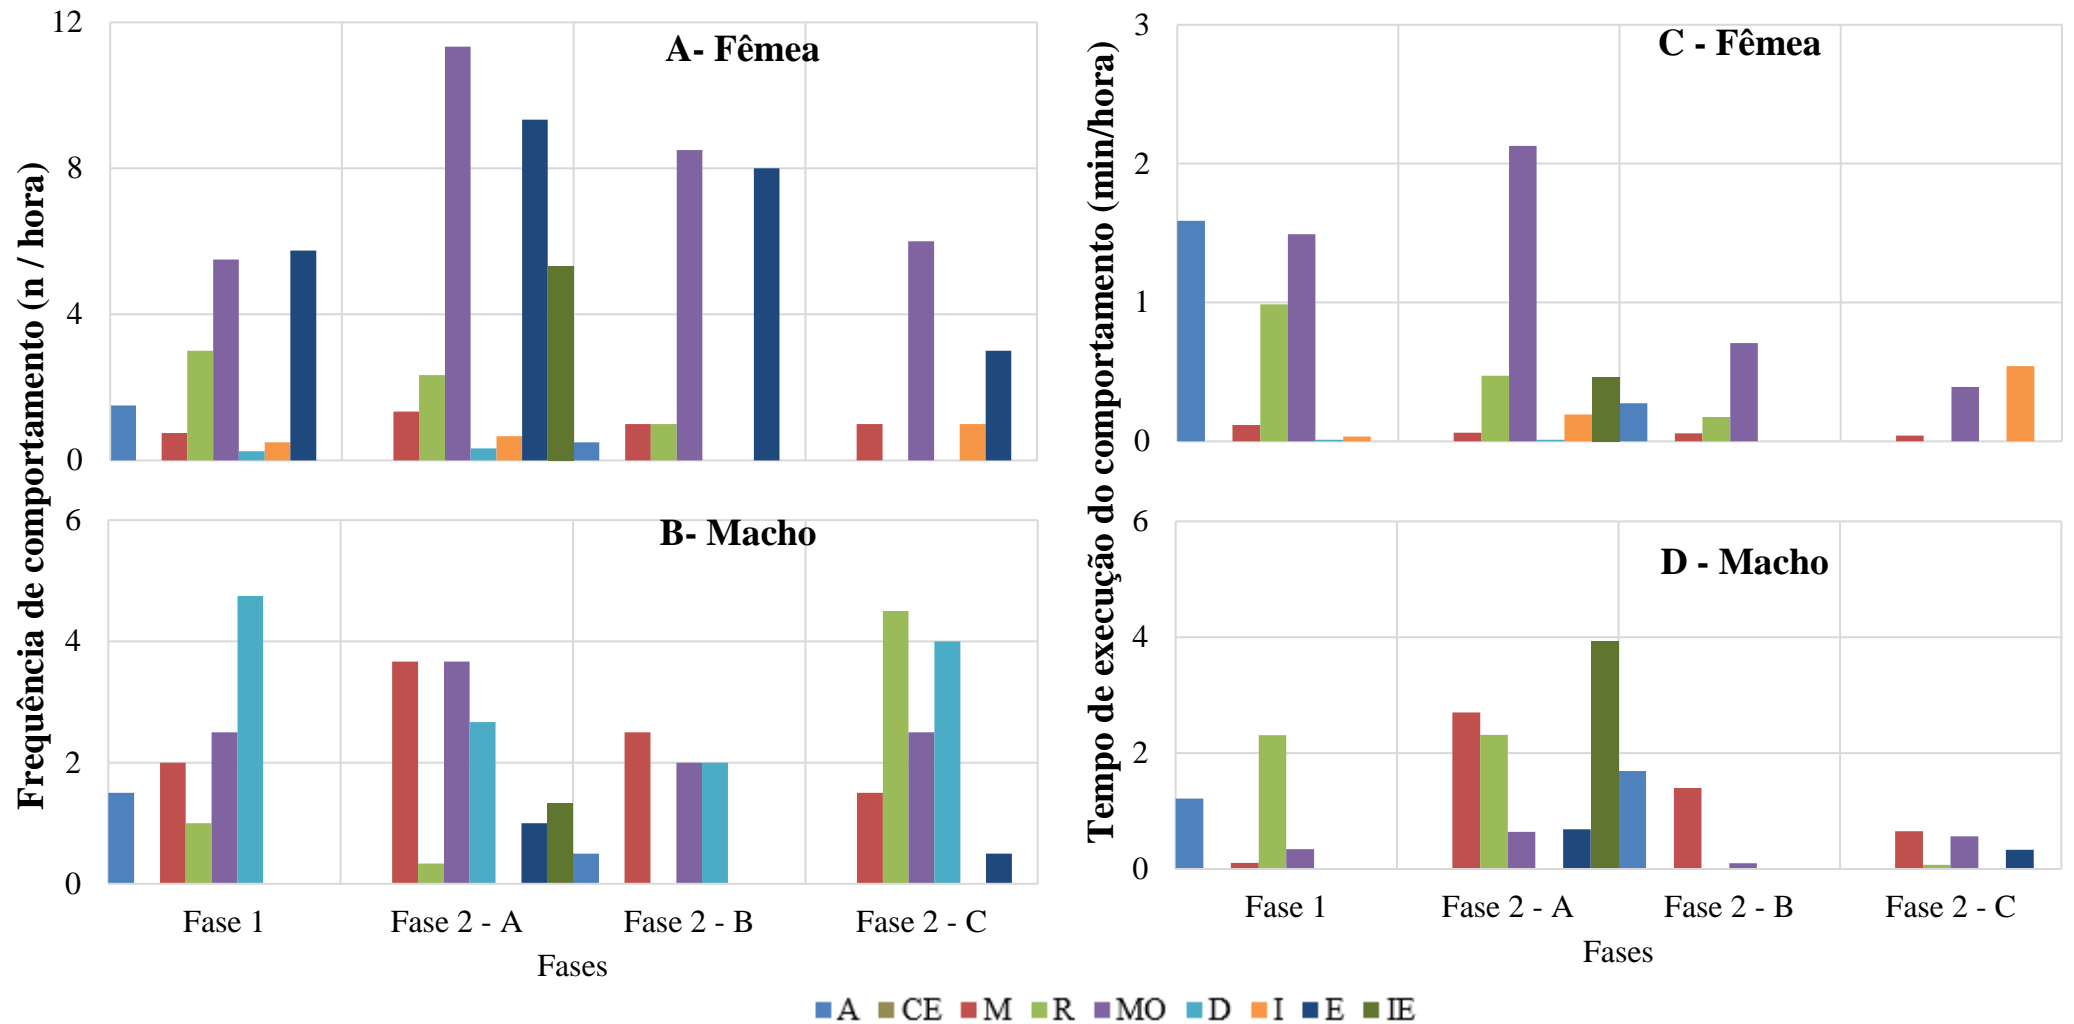 Frequência de comportamento (n / hora)
A- Fêmea
12
8
4
0
B- Macho
6
4
2
0
Fase 1
Fase 2 - A
Fase 2 - B
Fase 2 - C
Fases
Tempo de execução do comportamento (min/hora)
C - Fêmea
3
2
1
0
D - Macho
6
4
2
0
Fase 1
Fase 2 - A
Fase 2 - B
Fase 2 - C
Fases
A CE M R MO D I E IE